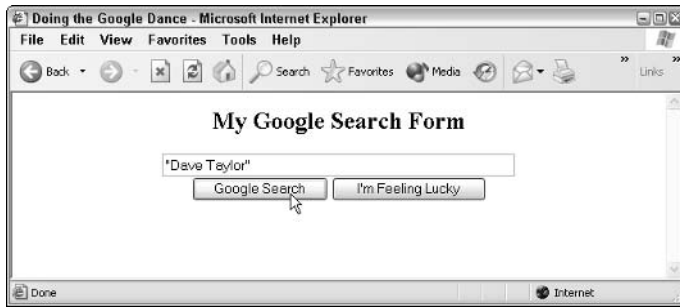 Doing the Google Dance - Microsoft Internet Explorer
File Edit View Favorites Tools Help
Back Search Favorites Media » Links »
My Google Search Form
"Dave Taylor"
Google Search I'm Feeling Lucky
Done Internet